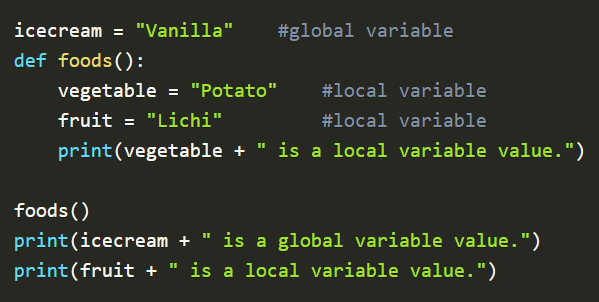 icecream = "Vanilla"    #global variable
def foods():
    vegetable = "Potato"    #local variable
    fruit = "Lichi"         #local variable
    print(vegetable + " is a local variable value.")

foods()
print(icecream + " is a global variable value.")
print(fruit + " is a local variable value.")